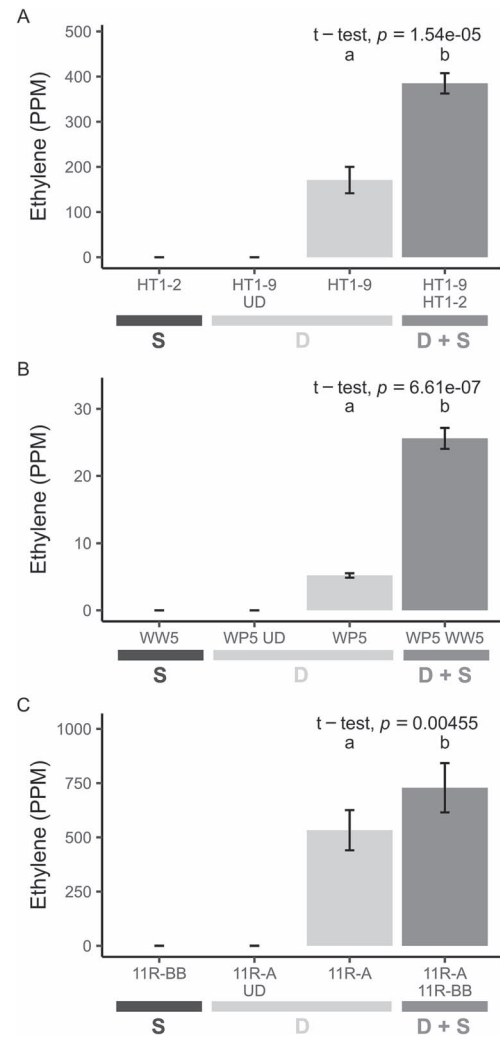 A
t – test, p = 1.54e-05
a b
500
400
300
200
100
0
Ethylene (PPM)
HT1-2 HT1-9 HT1-9 HT1-9
UD HT1-2
S D D + S
B
t – test, p = 6.61e-07
a b
30
20
10
0
Ethylene (PPM)
WW5 WP5 UD WP5 WP5 WW5
S D D + S
C
t – test, p = 0.00455
a b
1000
750
500
250
0
Ethylene (PPM)
11R-BB 11R-A 11R-A 11R-A
UD 11R-BB
S D D + S